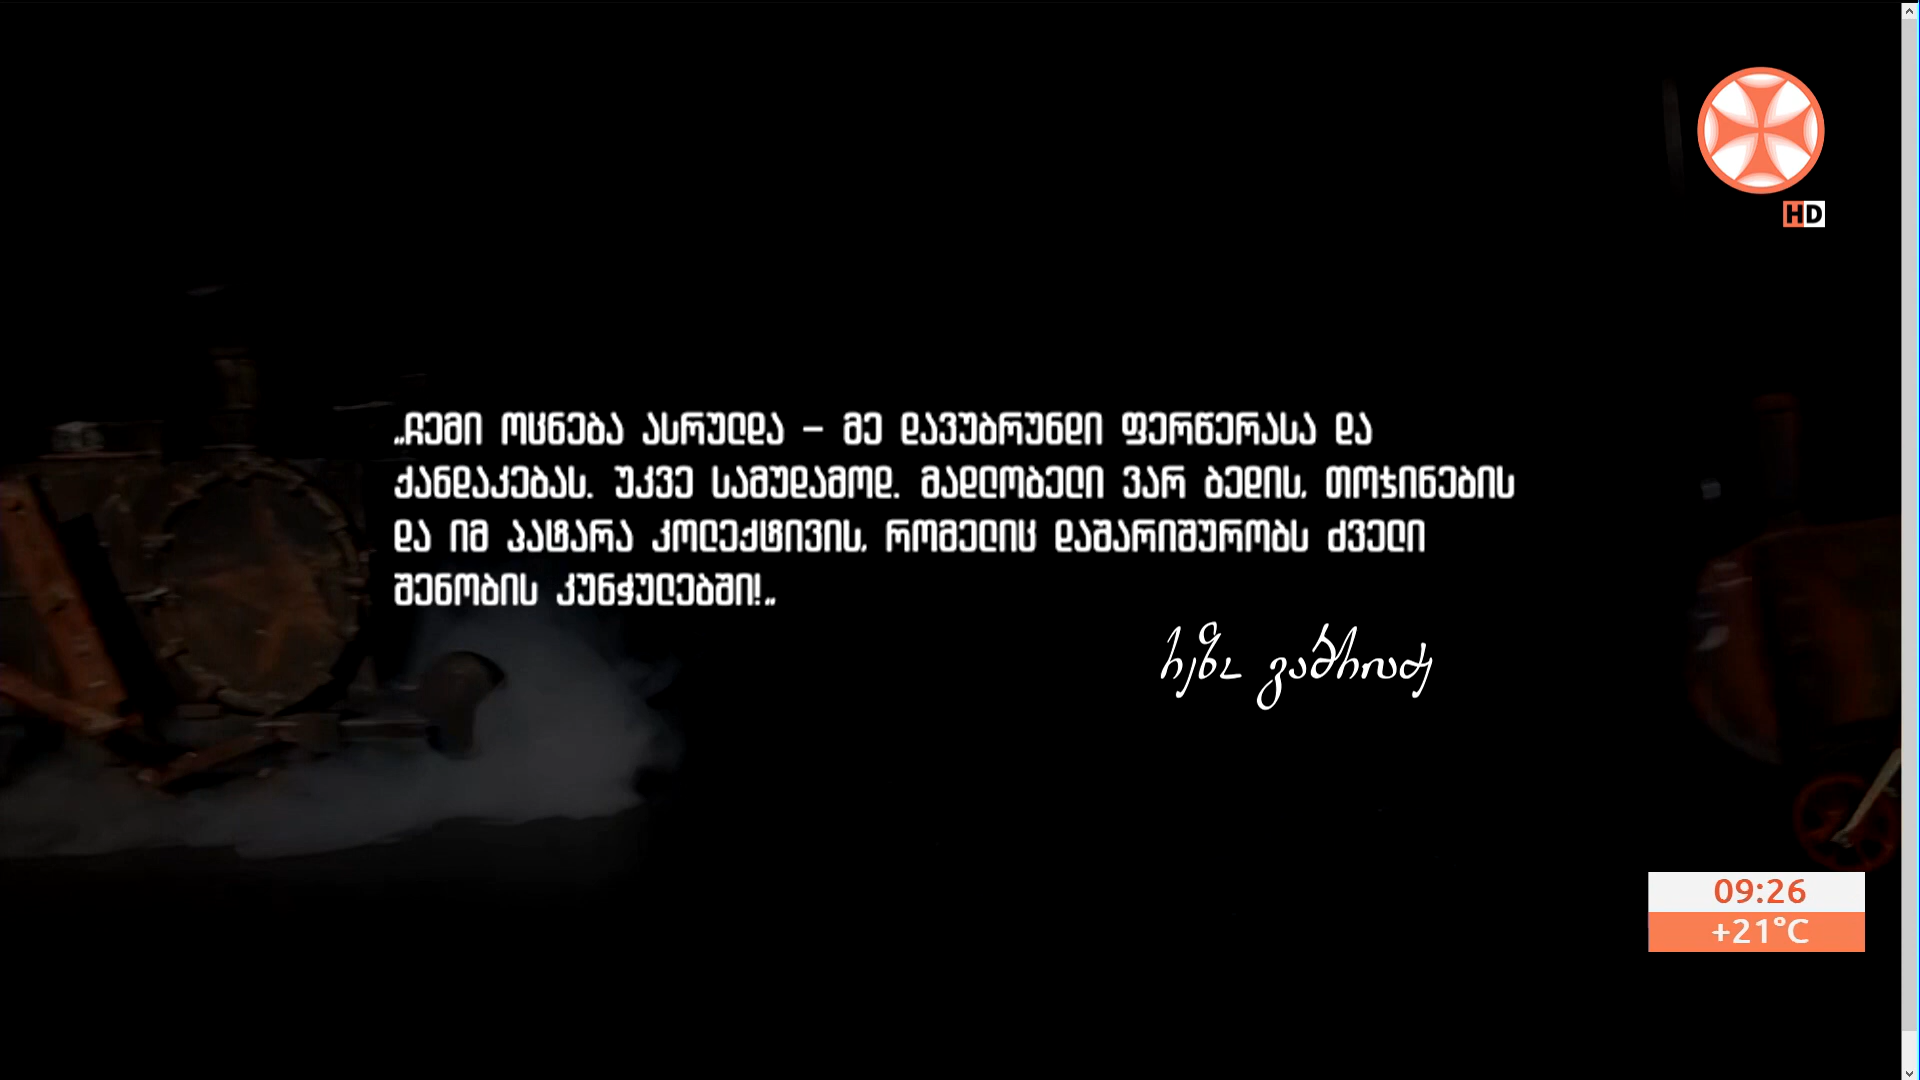 HD
„ჩემი ოცნება ასრულდა – მე დავუბრუნდი ფერწერასა და
ქანდაკებას. უკვე სამუდამოდ. მადლობელი ვარ ბედის, თოჯინების
და იმ პატარა კოლექტივის, რომელიც დაშარიშურობს ძველი
შენობის კუნჭულებში!„
რეზო გაბრიაძე
09:26
+21°C